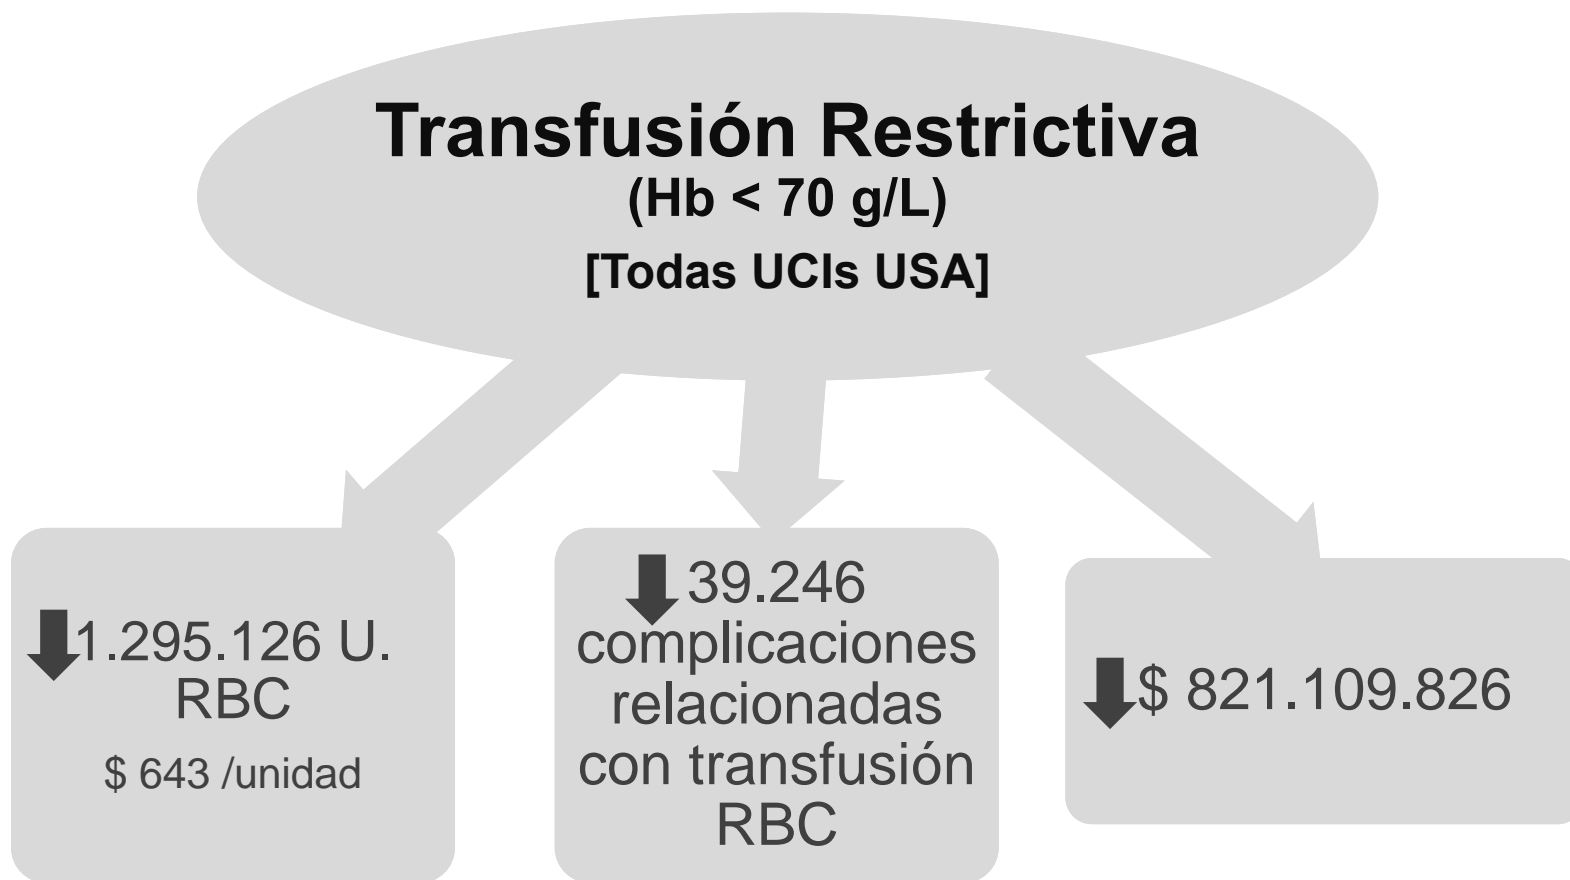 Transfusión Restrictiva
(Hb < 70 g/L)
[Todas UCIs USA]
1.295.126 U.
RBC
$ 643 /unidad
39.246
complicaciones
relacionadas
con transfusión
RBC
$ 821.109.826